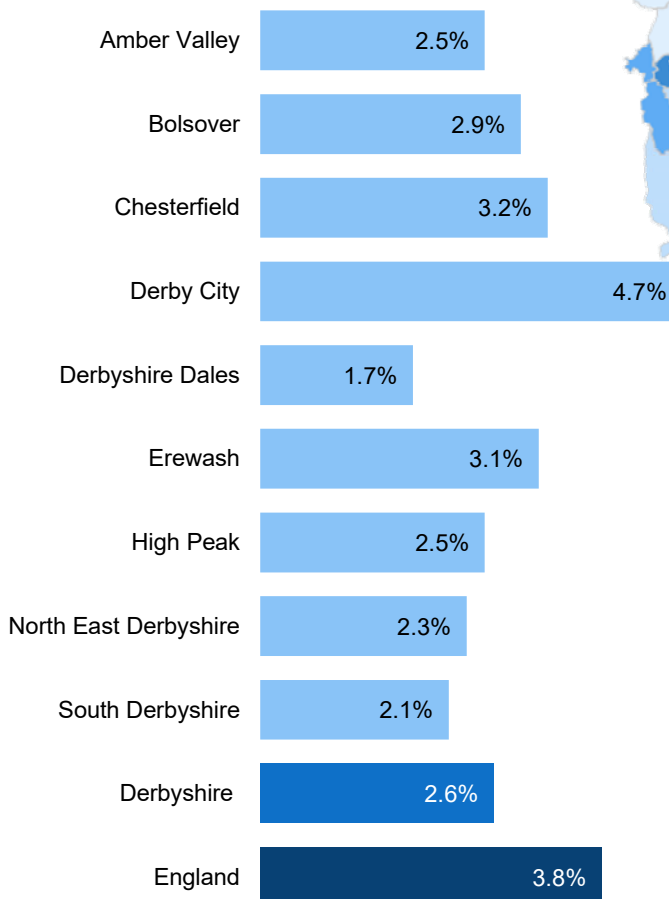 Amber Valley 2.5%
Bolsover 2.9%
Chesterfield 3.2%
Derby City 4.7%
Derbyshire Dales 1.7%
Erewash 3.1%
High Peak 2.5%
North East Derbyshire 2.3%
South Derbyshire 2.1%
Derbyshire 2.6%
England 3.8%